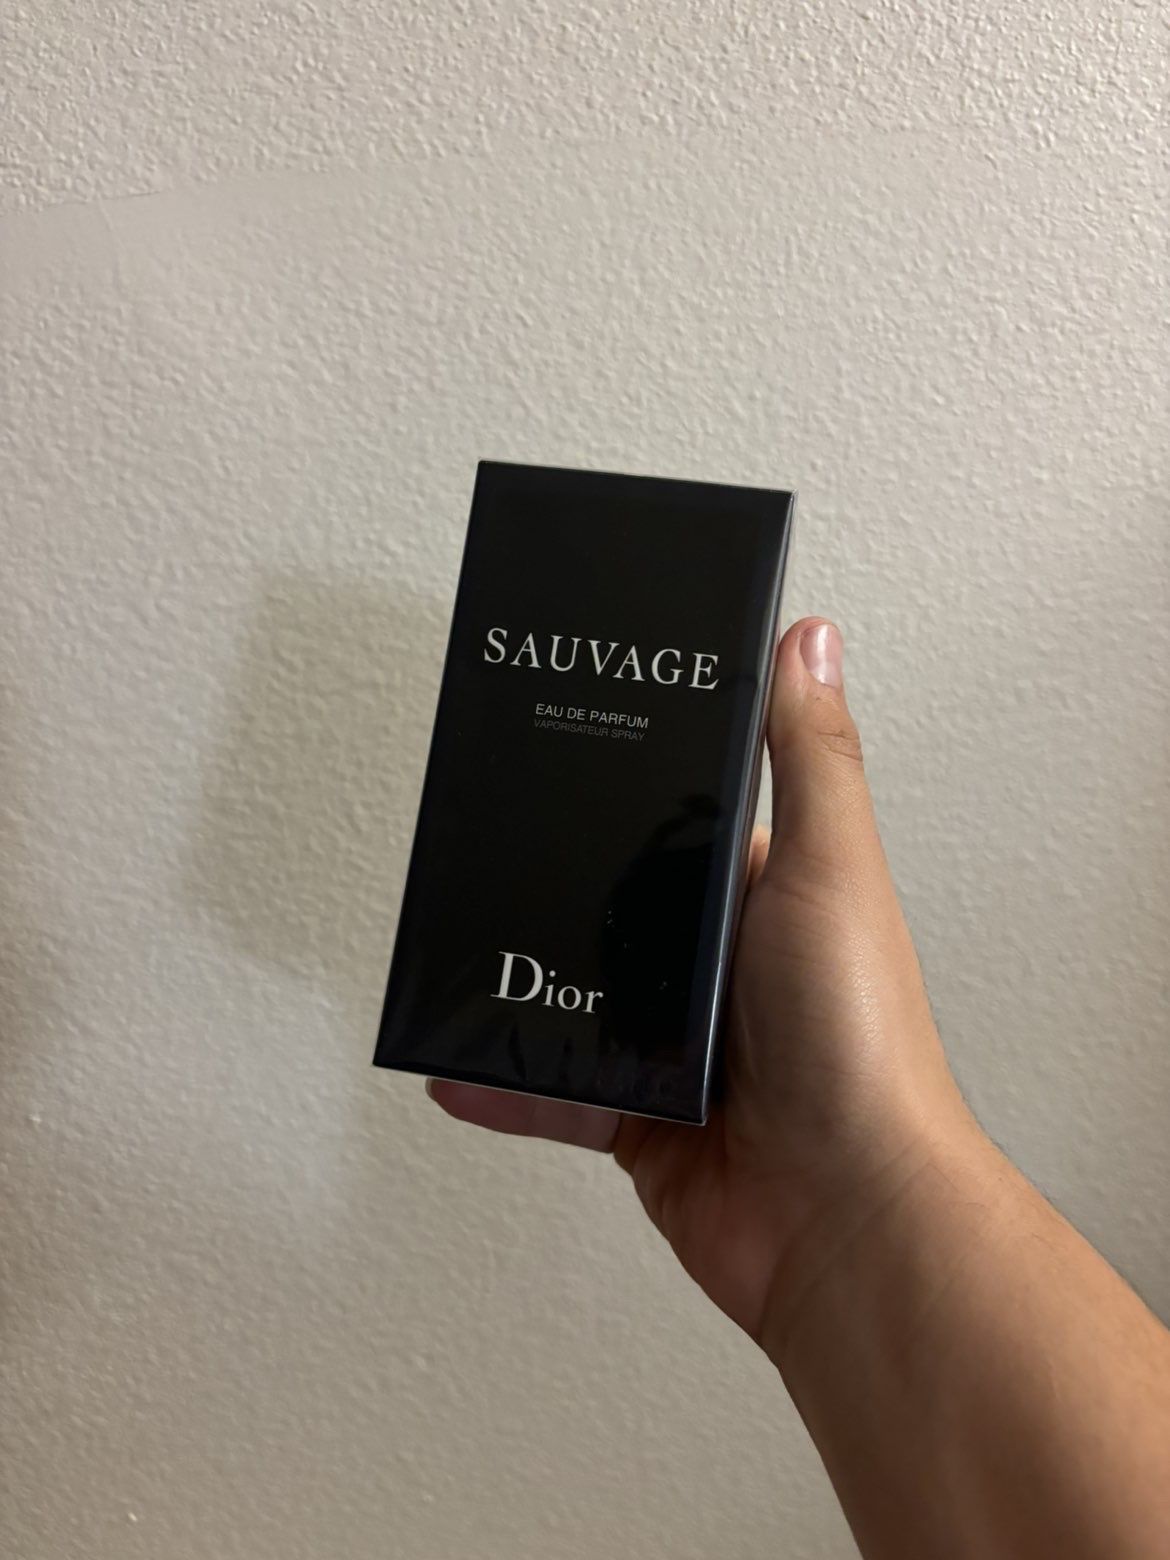 SAUVAGE
EAU DE PARFUM
VAPORISATEUR SPRAY
Dior